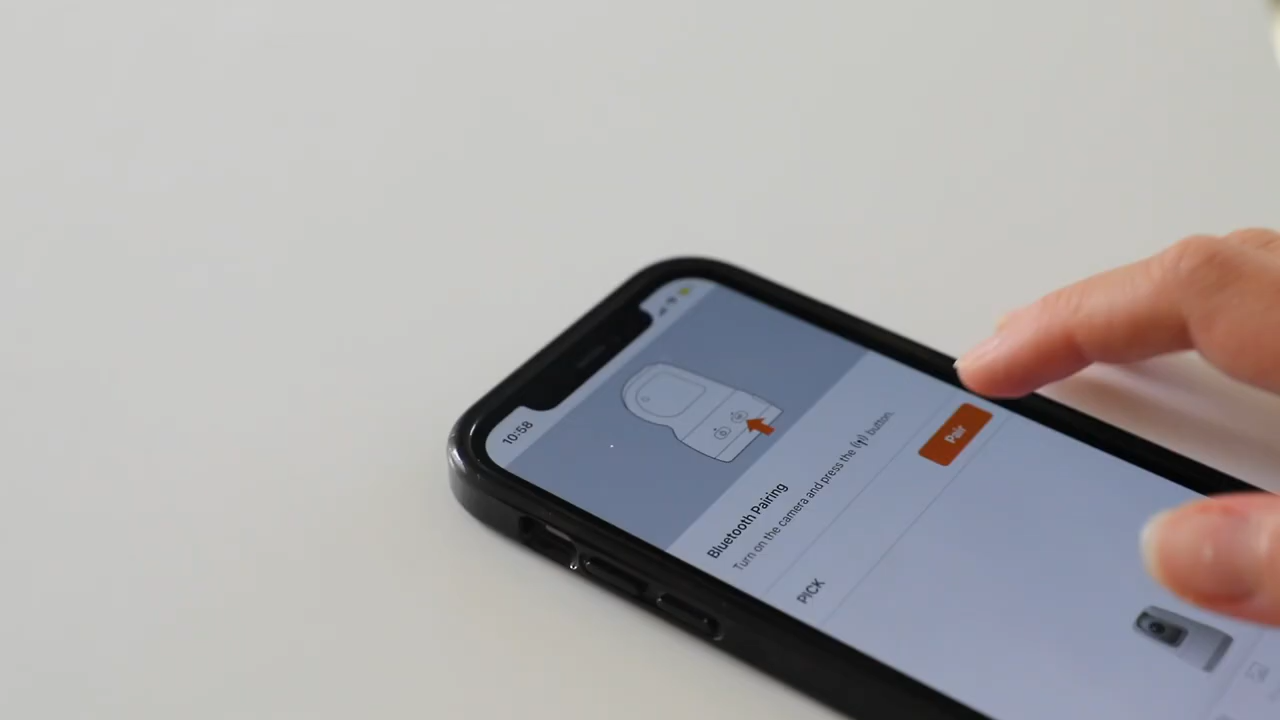 10:58
Bluetooth Pairing
Turn on the camera and press the button.
PICK
Pair